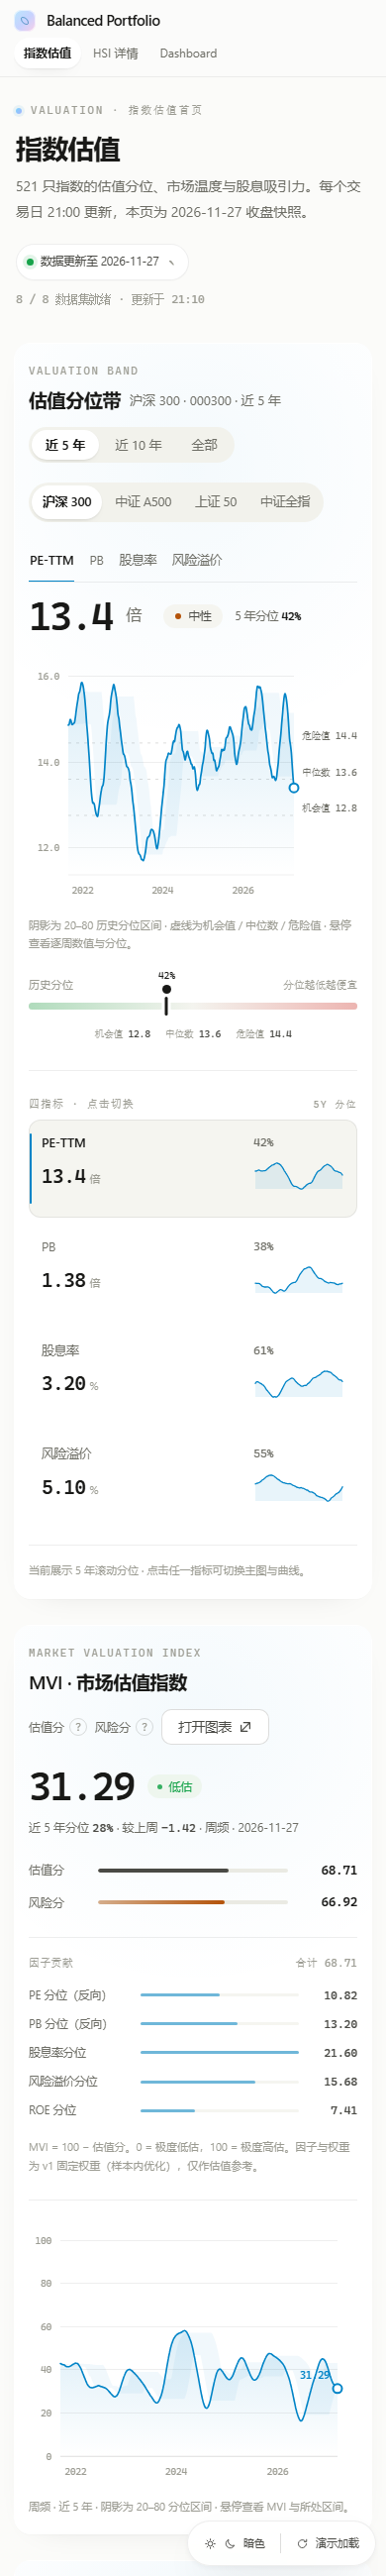 Balanced Portfolio
指数估值 HSI 详情 Dashboard
VALUATION · 指数估值首页
指数估值
521 只指数的估值分位、市场温度与股息吸引力。每个交
易日 21:00 更新，本页为 2026-11-27 收盘快照。
数据更新至 2026-11-27
8 / 8 数据集就绪 · 更新于 21:10
VALUATION BAND
估值分位带 沪深 300 · 000300 · 近 5 年
近 5 年 近 10 年 全部
沪深 300 中证 A500 上证 50 中证全指
PE-TTM PB 股息率 风险溢价
13.4 倍 中性 5 年分位 42%
16.0
危险值 14.4
14.0
中位数 13.6
机会值 12.8
12.0
2022 2024 2026
阴影为 20–80 历史分位区间 · 虚线为机会值 / 中位数 / 危险值 · 悬停
查看逐周数值与分位。
42%
历史分位 分位越低越便宜
机会值 12.8 中位数 13.6 危险值 14.4
四指标 · 点击切换 5Y 分位
PE-TTM 42%
13.4 倍
PB 38%
1.38 倍
股息率 61%
3.20 %
风险溢价 55%
5.10 %
当前展示 5 年滚动分位 · 点击任一指标可切换主图与曲线。
MARKET VALUATION INDEX
MVI · 市场估值指数
估值分 ? 风险分 ? 打开图表
31.29 低估
近 5 年分位 28% · 较上周 −1.42 · 周频 · 2026-11-27
估值分 68.71
风险分 66.92
因子贡献 合计 68.71
PE 分位（反向） 10.82
PB 分位（反向） 13.20
股息率分位 21.60
风险溢价分位 15.68
ROE 分位 7.41
MVI = 100 − 估值分。0 = 极度低估，100 = 极度高估。因子与权重
为 v1 固定权重（样本内优化），仅作估值参考。
100
80
60
40
31.29
20
0
2022 2024 2026
周频 · 近 5 年 · 阴影为 20–80 分位区间 · 悬停查看 MVI 与所处区间。
暗色 演示加载